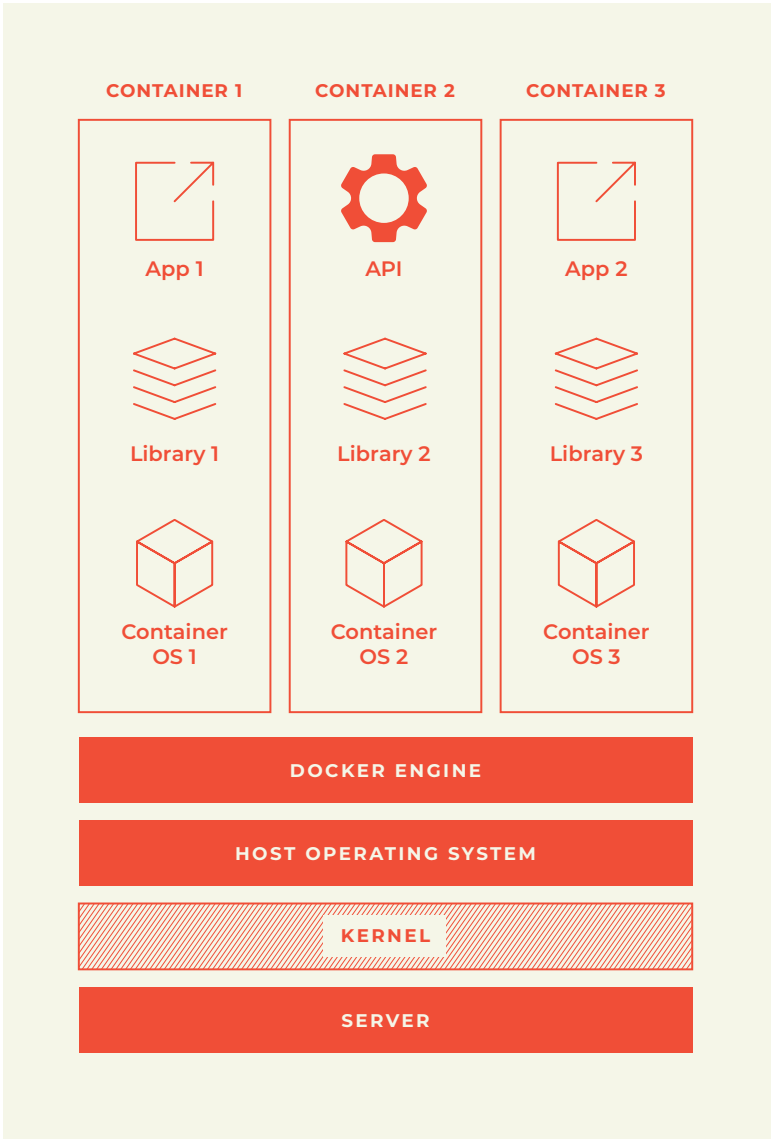 CONTAINER 1
CONTAINER 2
CONTAINER 3
App 1
API
App 2
Library 1
Library 2
Library 3
Container
OS 1
Container
OS 2
Container
OS 3
DOCKER ENGINE
HOST OPERATING SYSTEM
KERNEL
SERVER